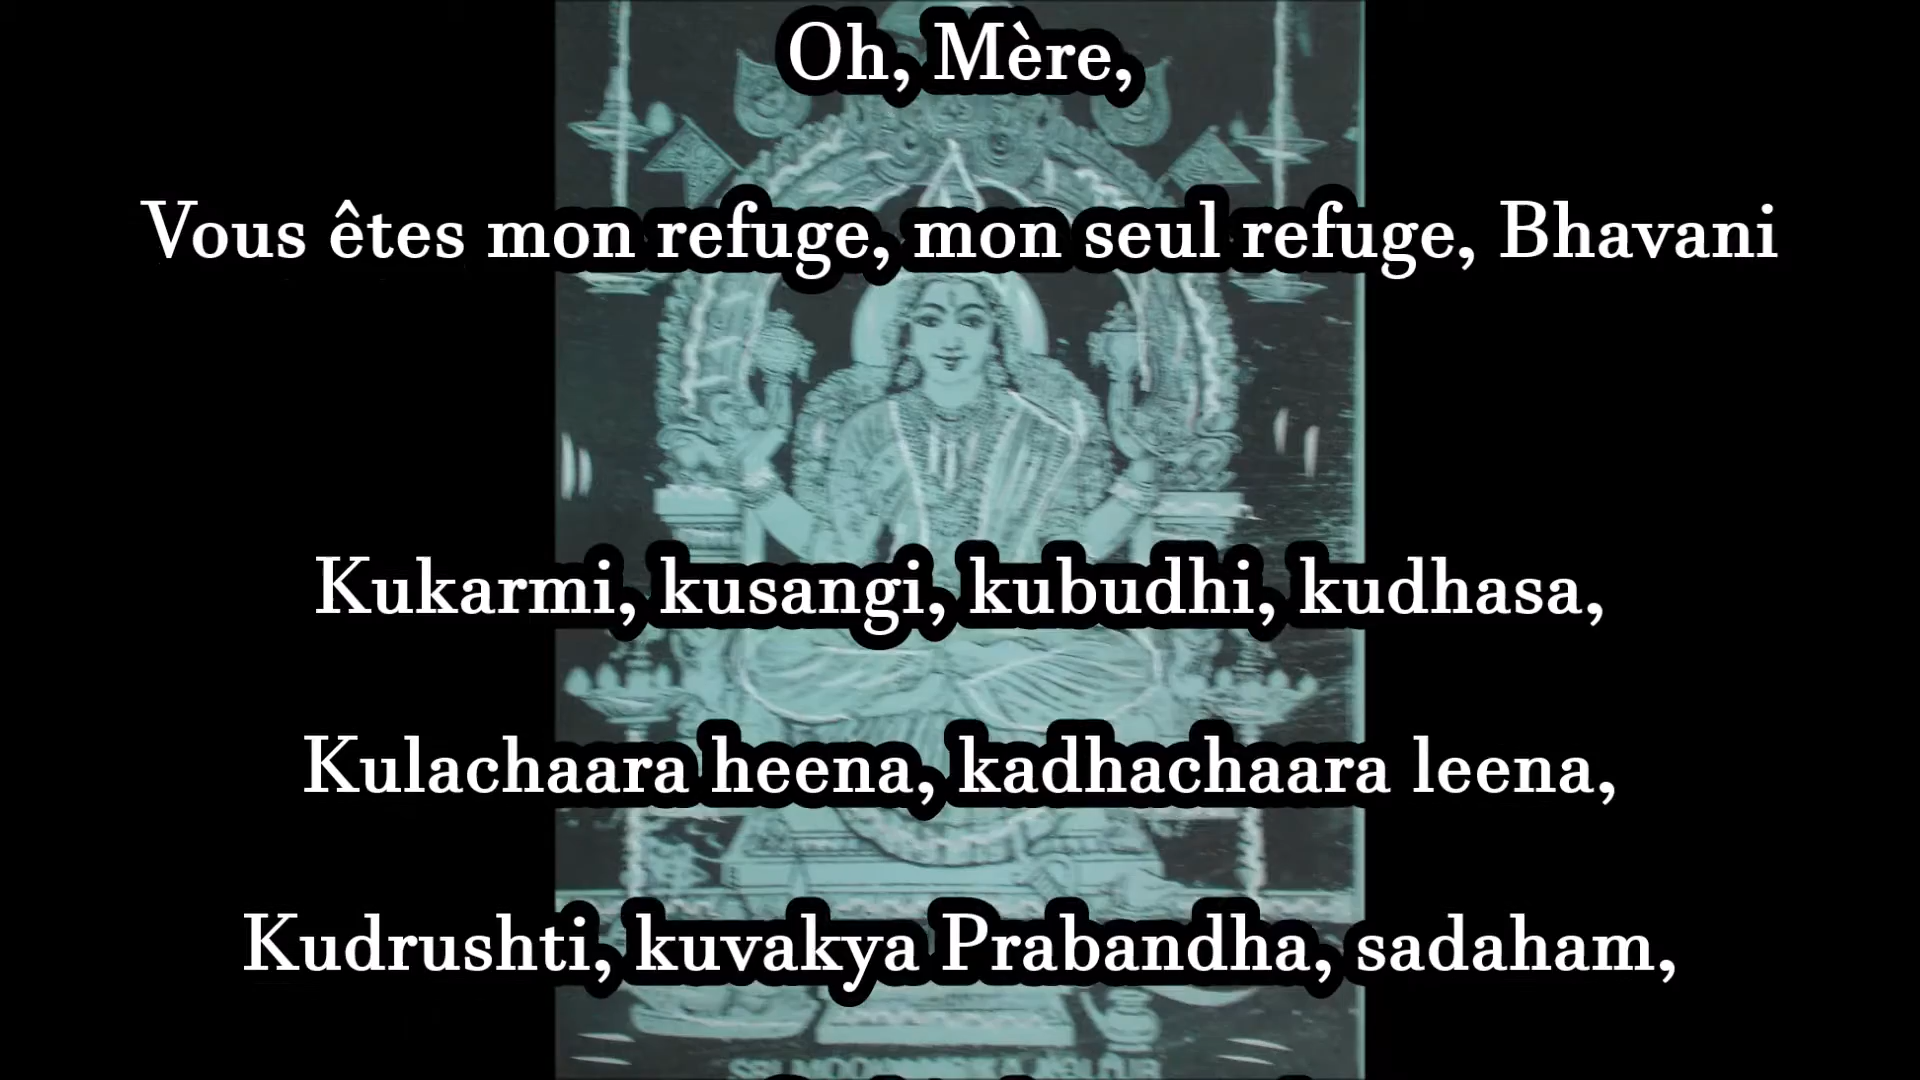 Oh, Mère,
Vous êtes mon refuge, mon seul refuge, Bhavani
Kukarmi, kusangi, kubudhi, kudhasa,
Kulachaara heena, kadhachaara leena,
Kudrushti, kuvakya Prabandha, sadaham,